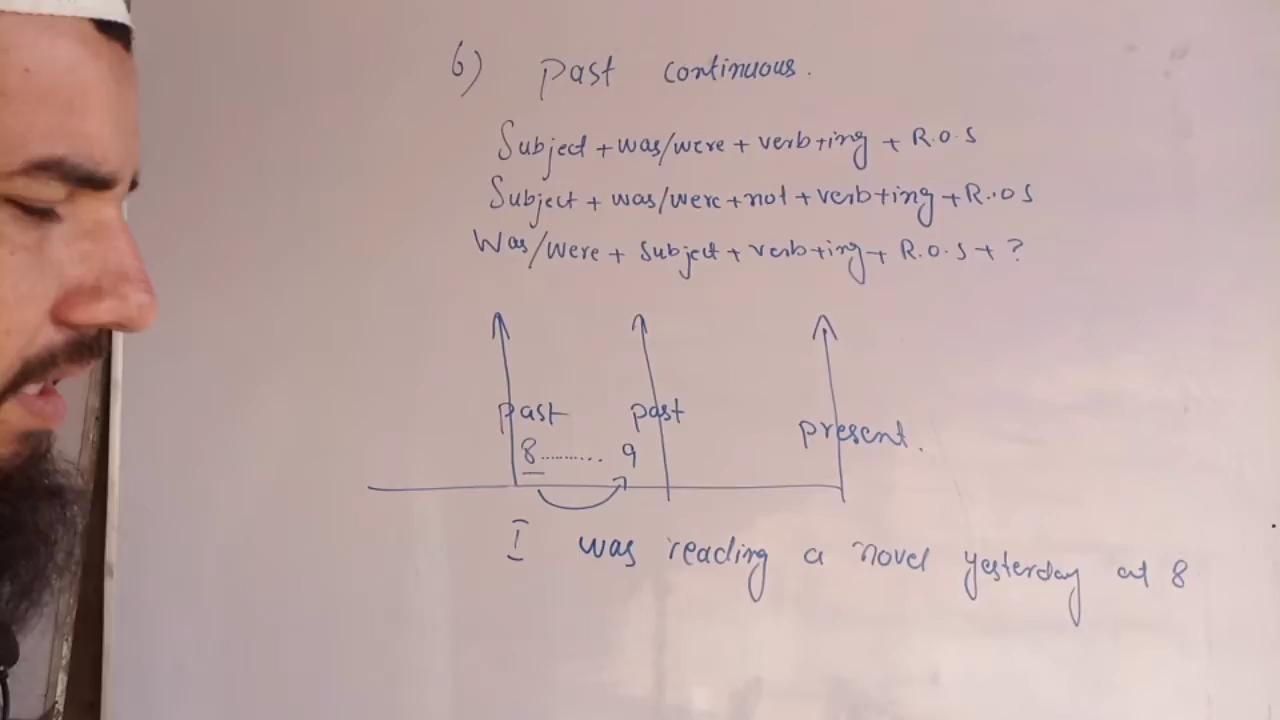 6) Past continuous.
Subject + was/were + verb+ing + R.O.S
Subject + was/were + not + verb+ing + R..OS
Was/were + Subject + verb+ing + R.O.S + ?
past past present.
8.......... 9
I was reading a novel yesterday at 8